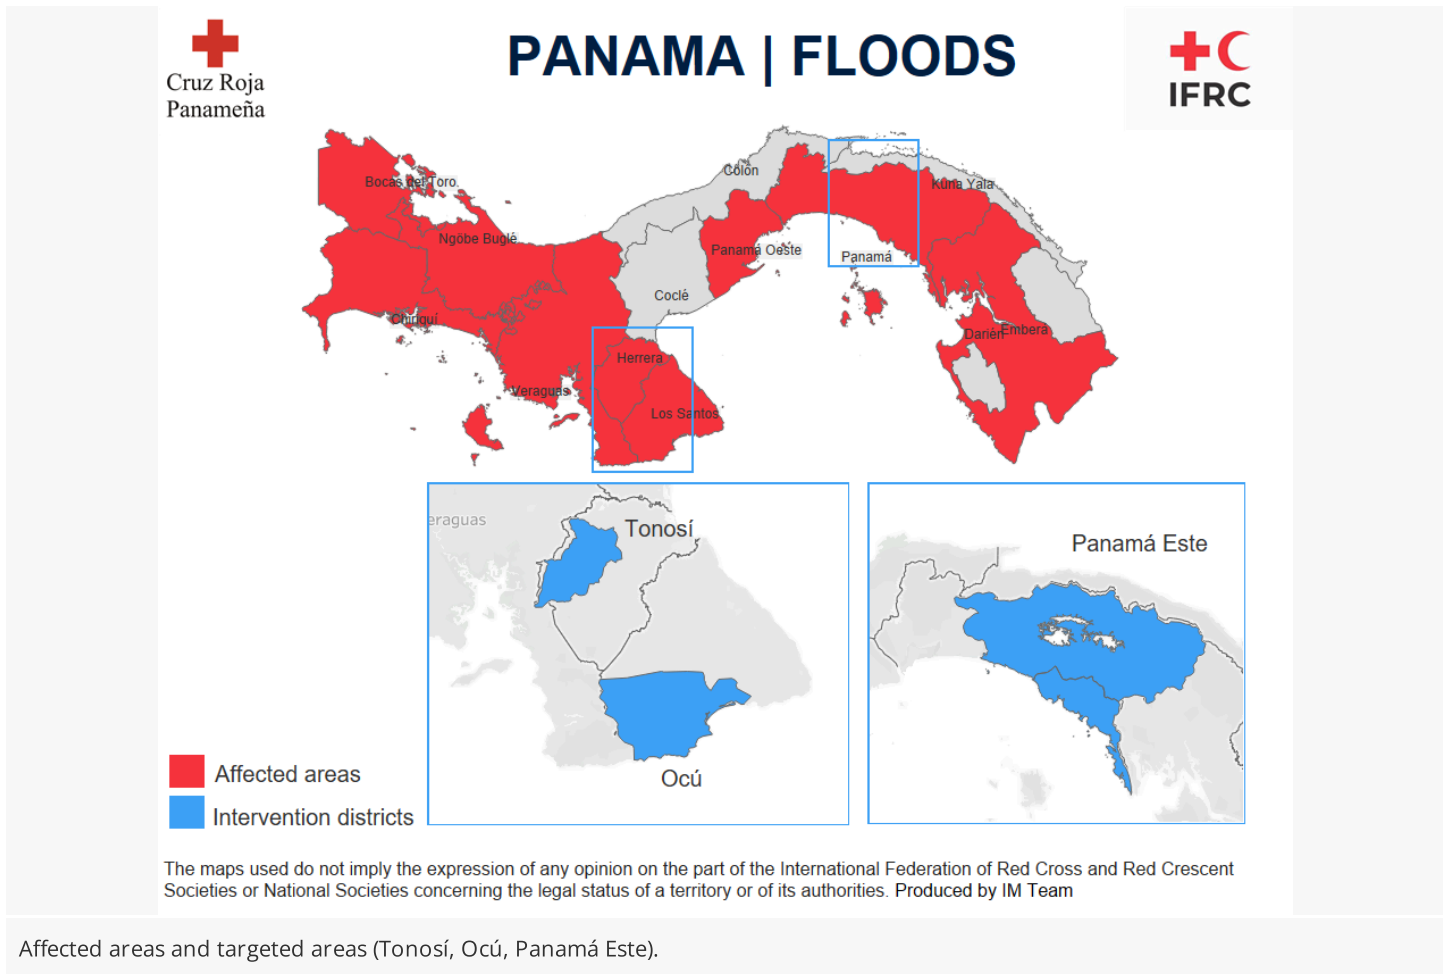 Cruz Roja
Panameña
PANAMA | FLOODS
IFRC
Colón
Bocas del Toro.
Kuna Yala
Ngöbe Buglé
Panamá Oeste
Panamá
Coclé
Chiriquí
Darién
Emberá
Herrera
Veraguas
Los Santos
eraguas
Tonosí
Panamá Este
Ocú
Affected areas
Intervention districts
The maps used do not imply the expression of any opinion on the part of the International Federation of Red Cross and Red Crescent
Societies or National Societies concerning the legal status of a territory or of its authorities. Produced by IM Team
Affected areas and targeted areas (Tonosí, Ocú, Panamá Este).